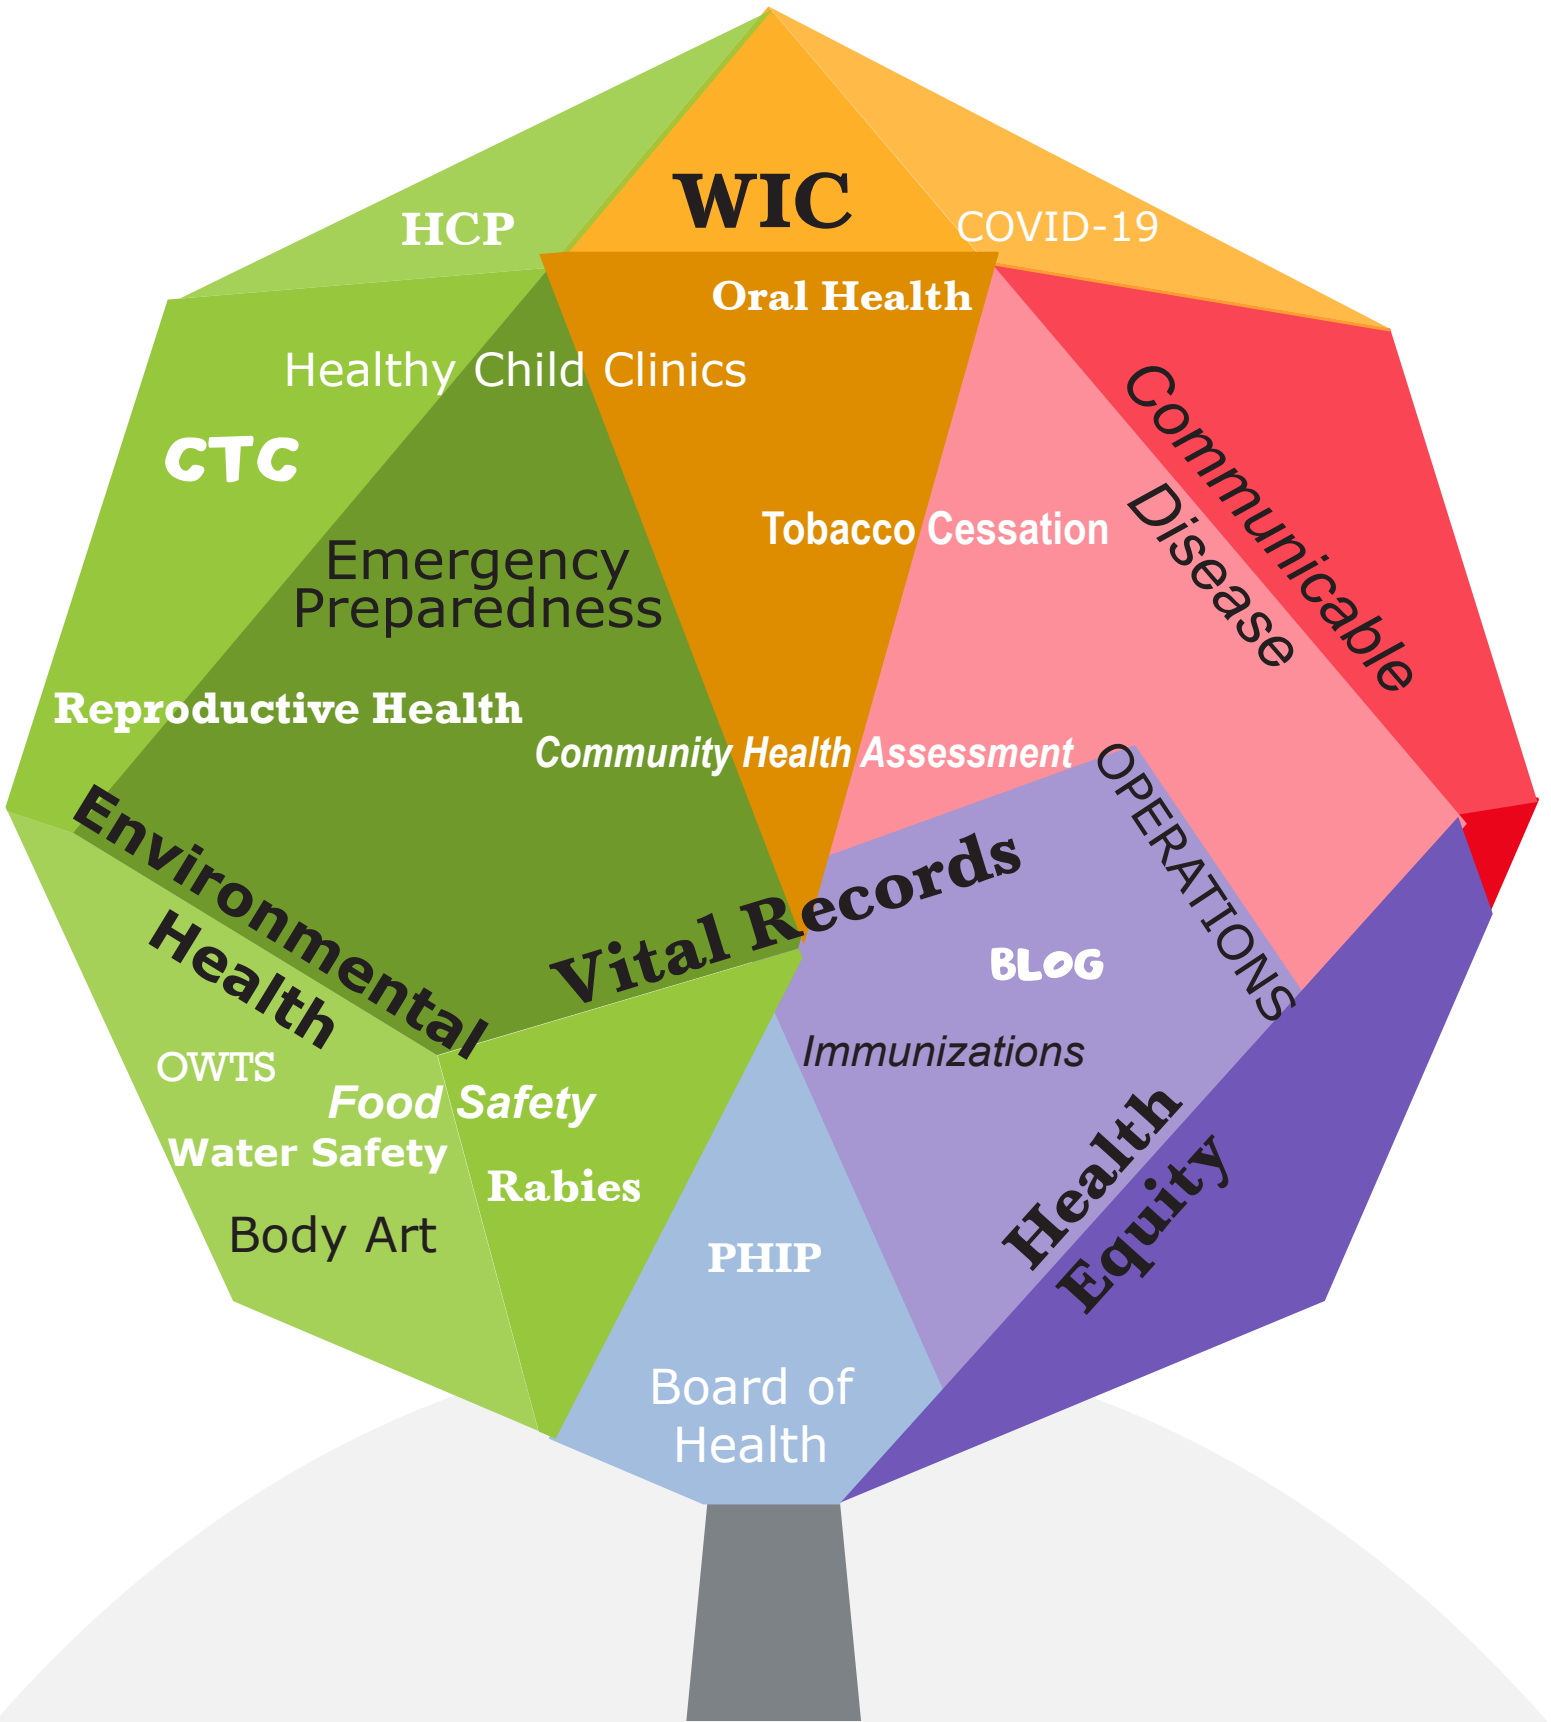 WIC
HCP
COVID-19
Oral Health
Healthy Child Clinics
CTC
Communicable
Disease
Tobacco Cessation
Emergency
Preparedness
Reproductive Health
Community Health Assessment
OPERATIONS
Environmental
Health
Vital Records
BLOG
Immunizations
OWTS
Food Safety
Water Safety
Rabies
Body Art
Health
Equity
PHIP
Board of
Health